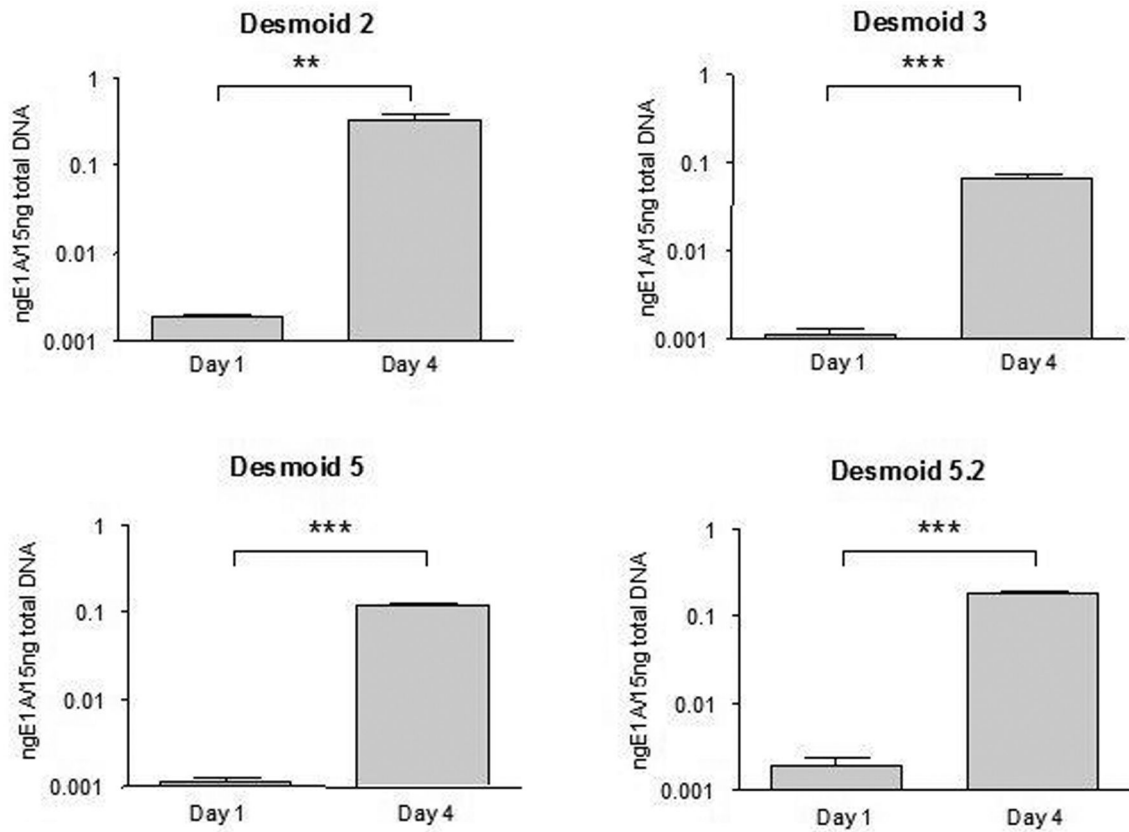 Desmoid 2
**
ngE1A/15ng total DNA
1
0.1
0.01
0.001
Day 1
Day 4
Desmoid 3
***
ngE1A/15ng total DNA
1
0.1
0.01
0.001
Day 1
Day 4
Desmoid 5
***
ngE1A/15ng total DNA
1
0.1
0.01
0.001
Day 1
Day 4
Desmoid 5.2
***
ngE1A/15ng total DNA
1
0.1
0.01
0.001
Day 1
Day 4